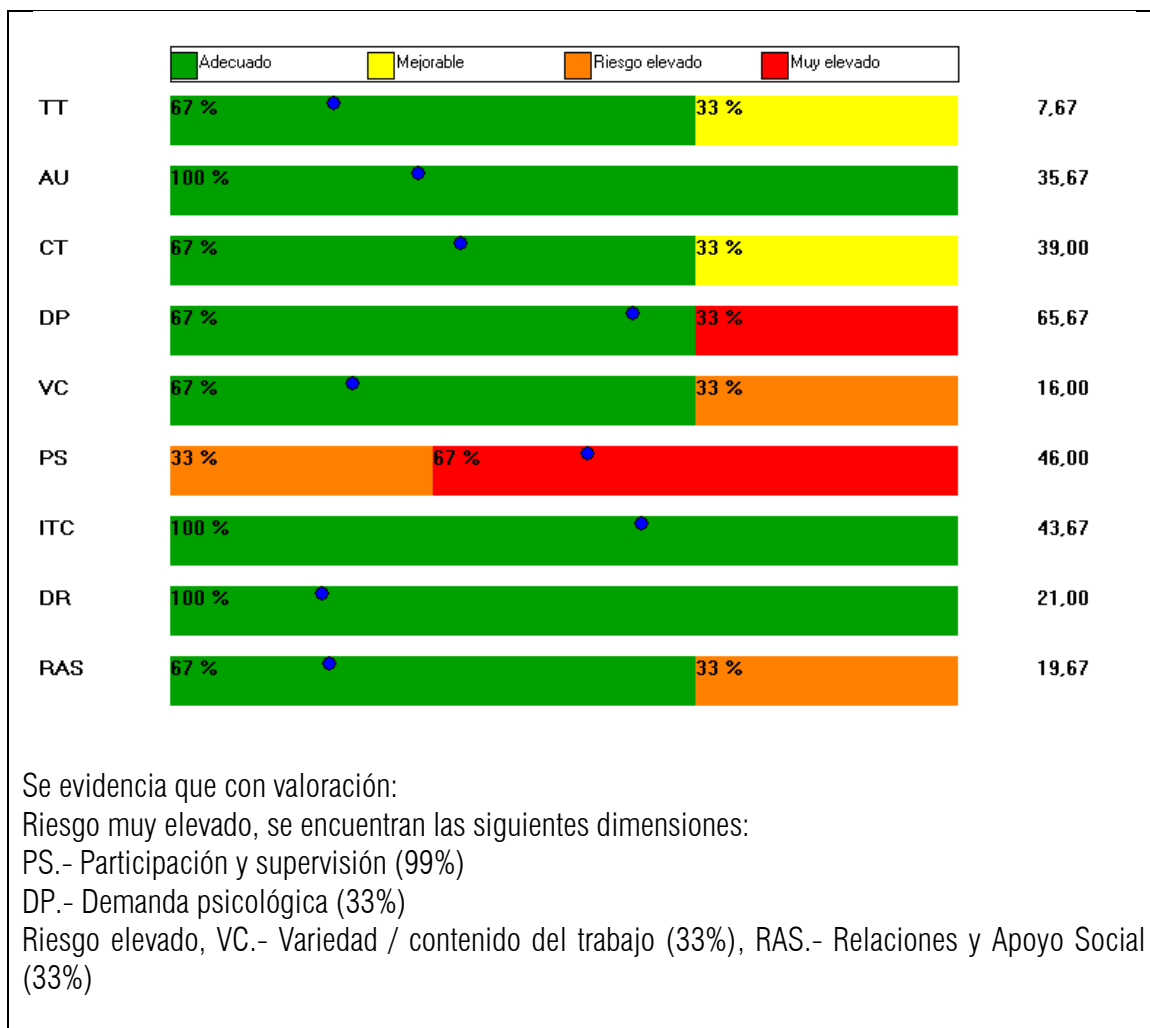 Adecuado Mejorable Riesgo elevado Muy elevado
TT 67 % 33 % 7,67
AU 100 % 35,67
CT 67 % 33 % 39,00
DP 67 % 33 % 65,67
VC 67 % 33 % 16,00
PS 33 % 67 % 46,00
ITC 100 % 43,67
DR 100 % 21,00
RAS 67 % 33 % 19,67
Se evidencia que con valoración:
Riesgo muy elevado, se encuentran las siguientes dimensiones:
PS.- Participación y supervisión (99%)
DP.- Demanda psicológica (33%)
Riesgo elevado, VC.- Variedad / contenido del trabajo (33%), RAS.- Relaciones y Apoyo Social
(33%)